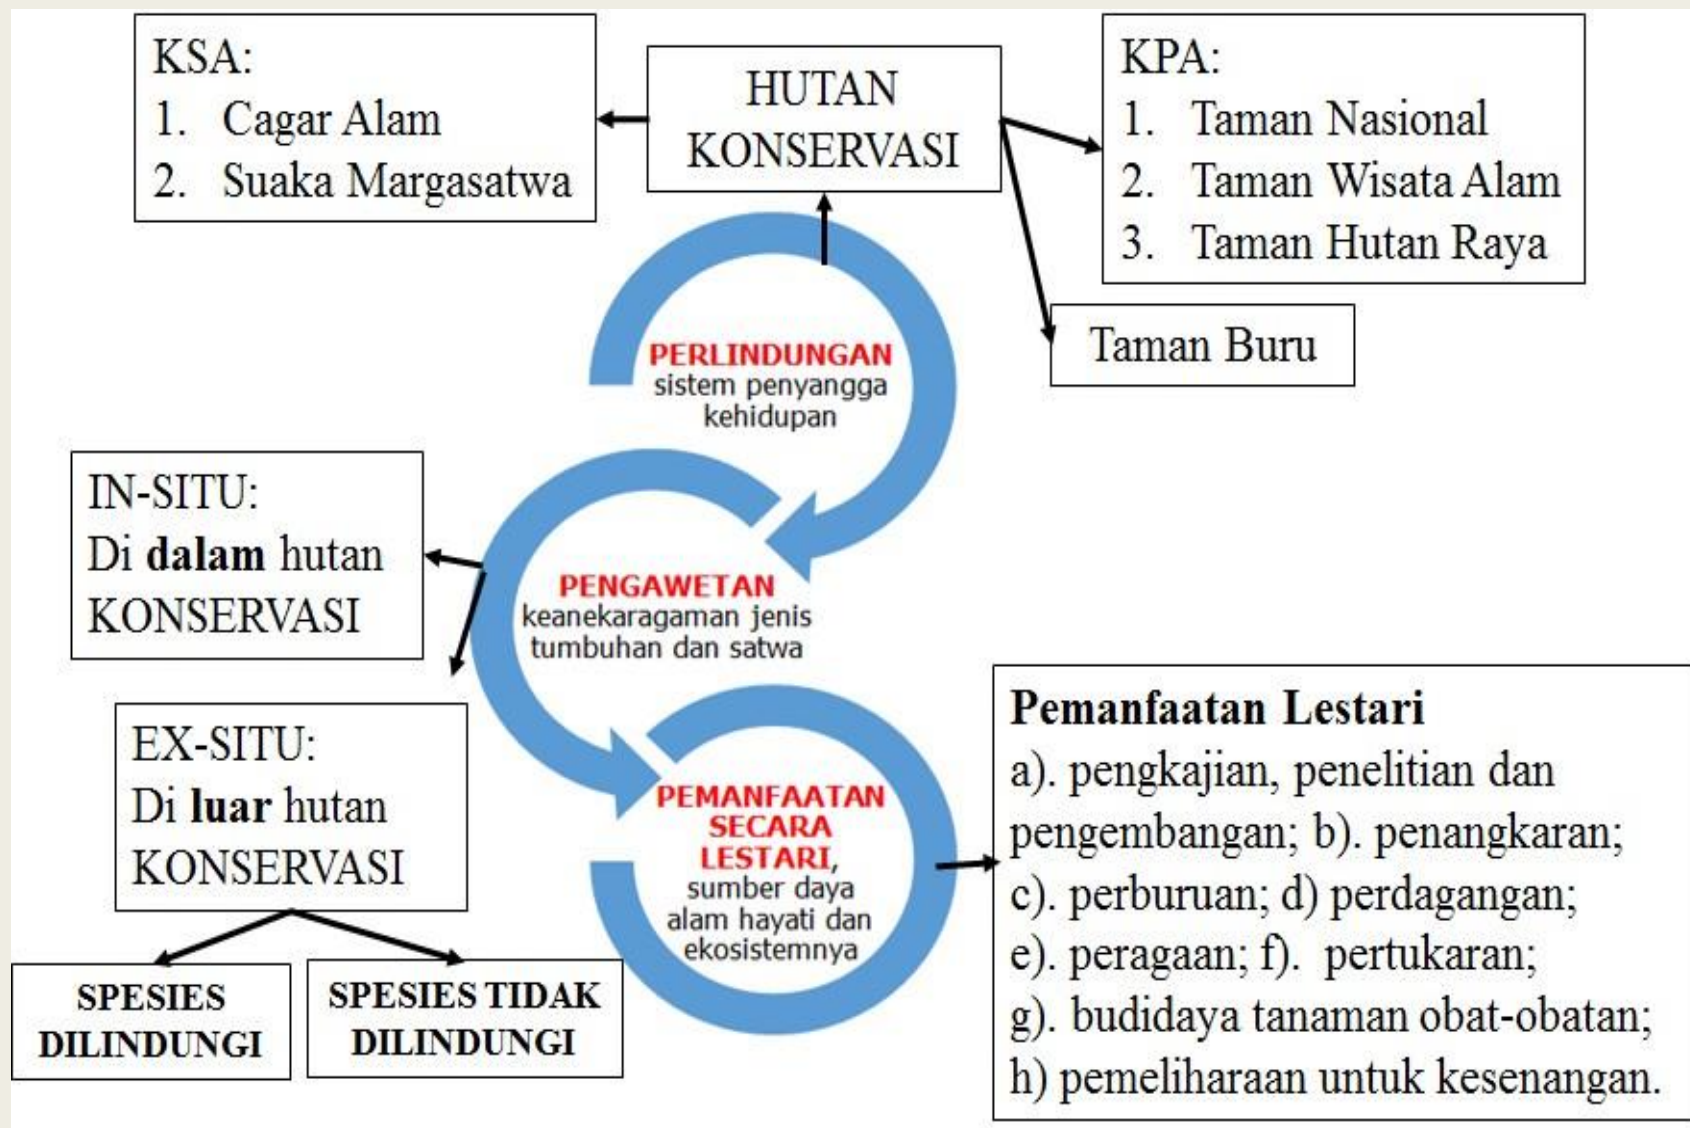 KSA:
1. Cagar Alam
2. Suaka Margasatwa
HUTAN
KONSERVASI
KPA:
1. Taman Nasional
2. Taman Wisata Alam
3. Taman Hutan Raya
Taman Buru
PERLINDUNGAN
sistem penyangga
kehidupan
IN-SITU:
Di dalam hutan
KONSERVASI
PENGAWETAN
keanekaragaman jenis
tumbuhan dan satwa
EX-SITU:
Di luar hutan
KONSERVASI
SPESIES
DILINDUNGI
SPESIES TIDAK
DILINDUNGI
PEMANFAATAN
SECARA
LESTARI,
sumber daya
alam hayati dan
ekosistemnya
Pemanfaatan Lestari
a). pengkajian, penelitian dan
pengembangan; b). penangkaran;
c). perburuan; d) perdagangan;
e). peragaan; f). pertukaran;
g). budidaya tanaman obat-obatan;
h) pemeliharaan untuk kesenangan.